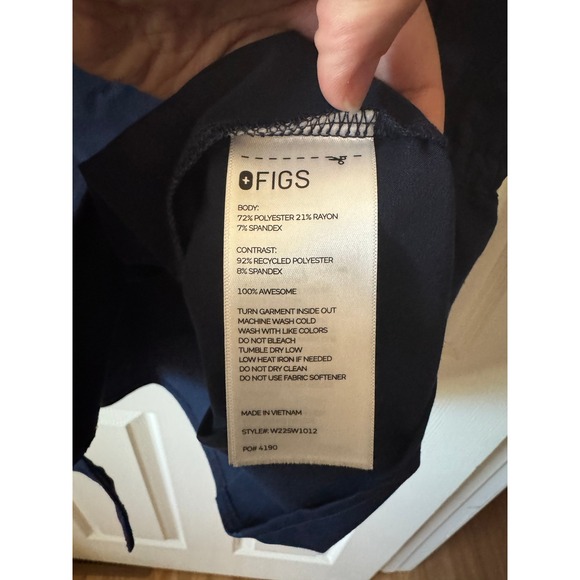 FIGS
BODY:
72% POLYESTER 21% RAYON
7% SPANDEX
CONTRAST:
92% RECYCLED POLYESTER
8% SPANDEX
100% AWESOME
TURN GARMENT INSIDE OUT
MACHINE WASH COLD
WASH WITH LIKE COLORS
DO NOT BLEACH
TUMBLE DRY LOW
LOW HEAT IRON IF NEEDED
DO NOT DRY CLEAN
DO NOT USE FABRIC SOFTENER
MADE IN VIETNAM
STYLE#: W22SW1012
PO# 4190